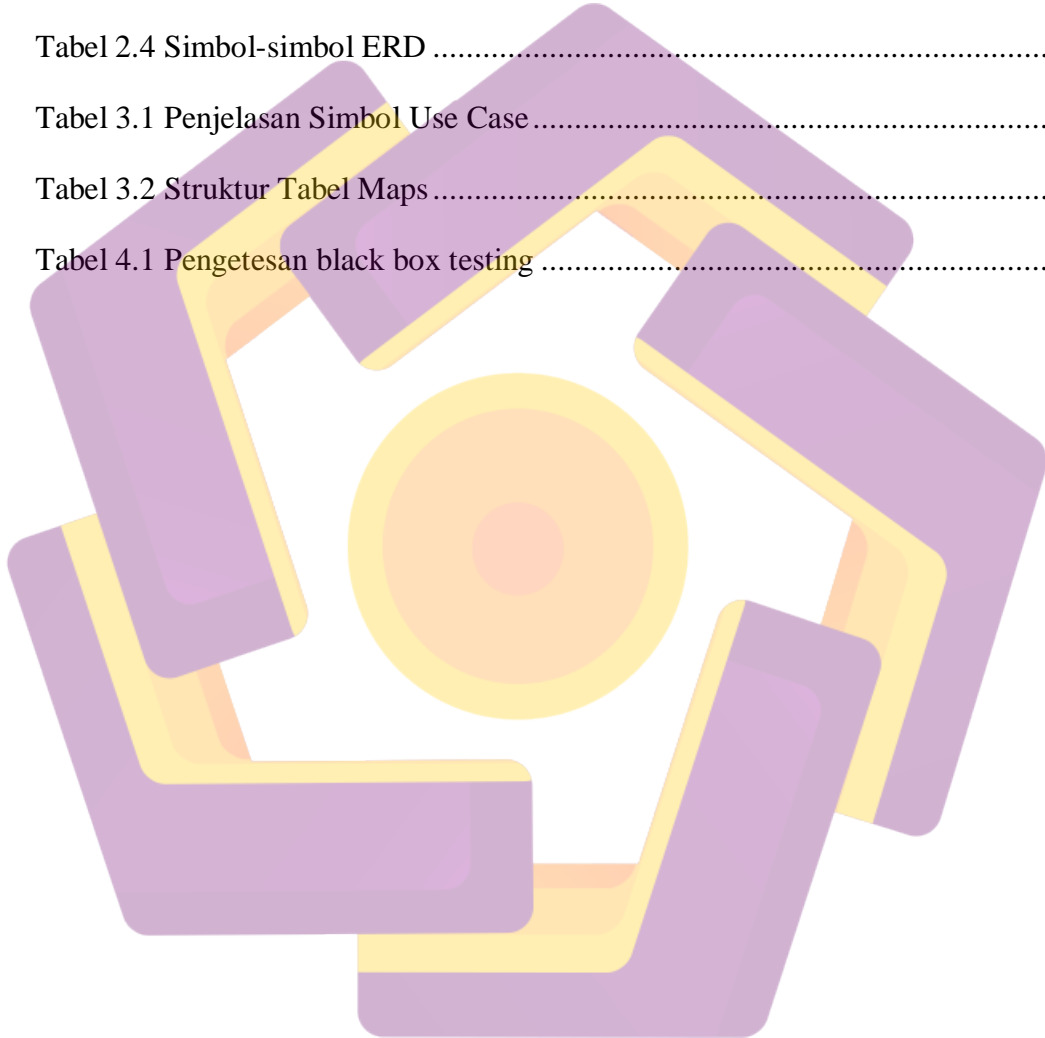 Tabel 2.4 Simbol-simbol ERD ....................................................................................
Tabel 3.1 Penjelasan Simbol Use Case........................................................................
Tabel 3.2 Struktur Tabel Maps ....................................................................................
Tabel 4.1 Pengetesan black box testing ......................................................................